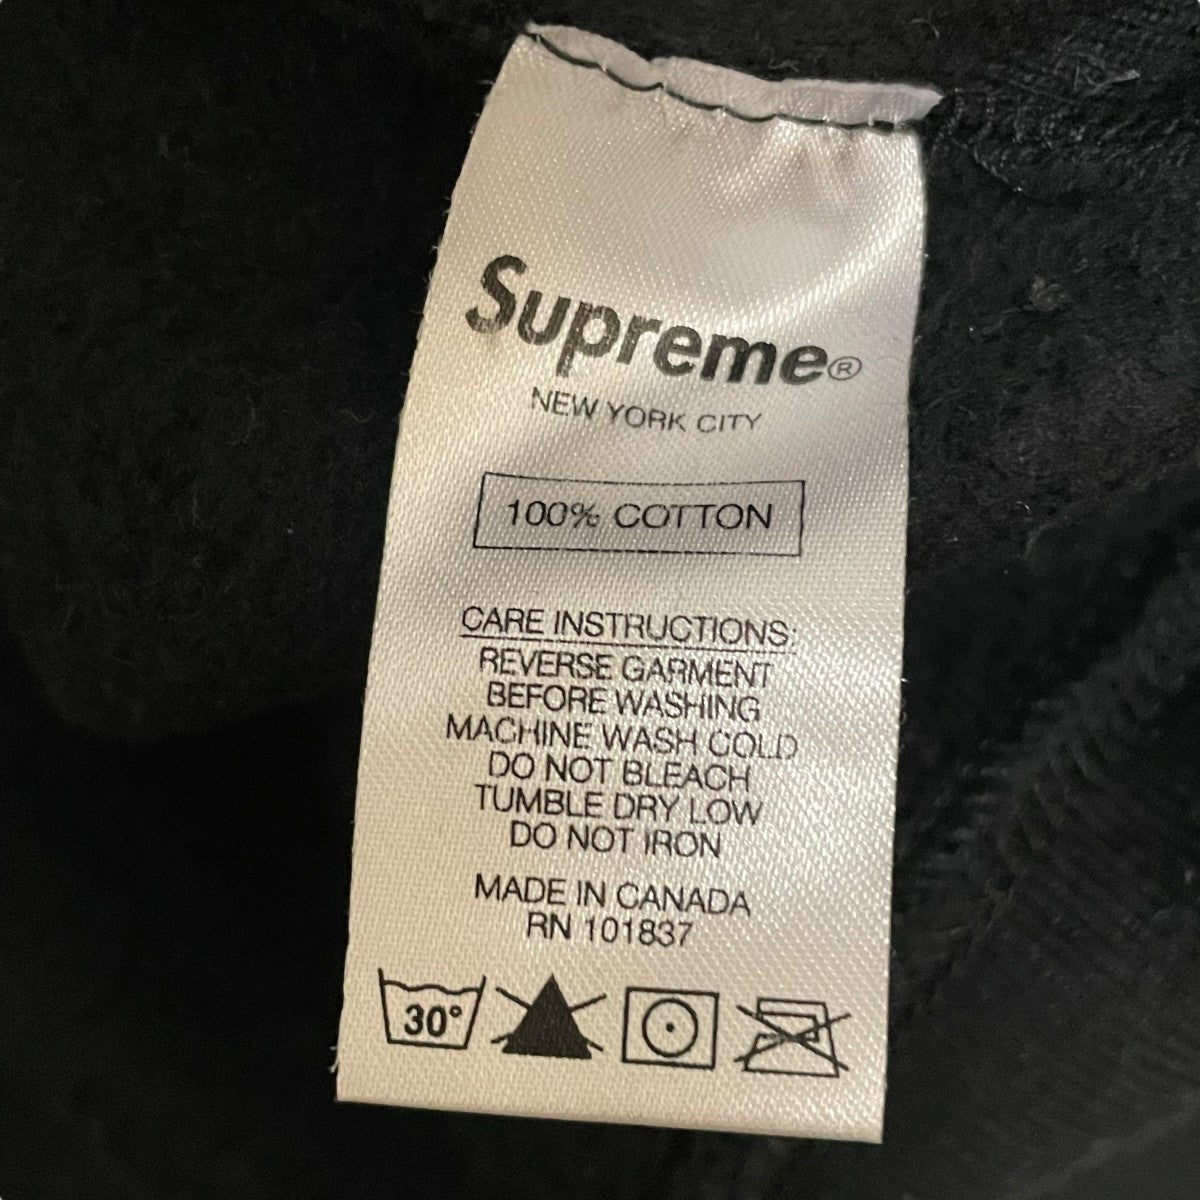 Supreme®
NEW YORK CITY
100% COTTON
CARE INSTRUCTIONS:
REVERSE GARMENT
BEFORE WASHING
MACHINE WASH COLD
DO NOT BLEACH
TUMBLE DRY LOW
DO NOT IRON
MADE IN CANADA
RN 101837
30°